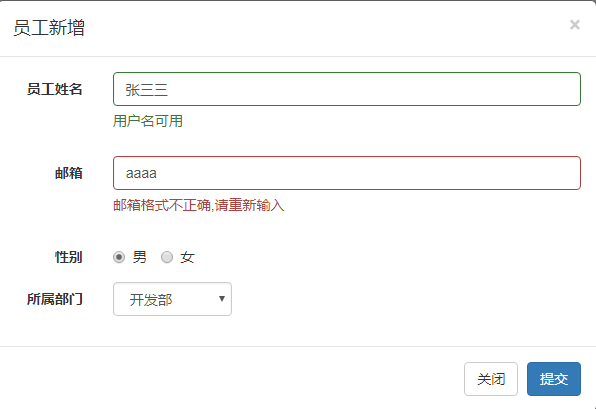 员工新增 ×
员工姓名 张三三
用户名可用
邮箱 aaaa
邮箱格式不正确,请重新输入
性别 男 女
所属部门 开发部
关闭 提交